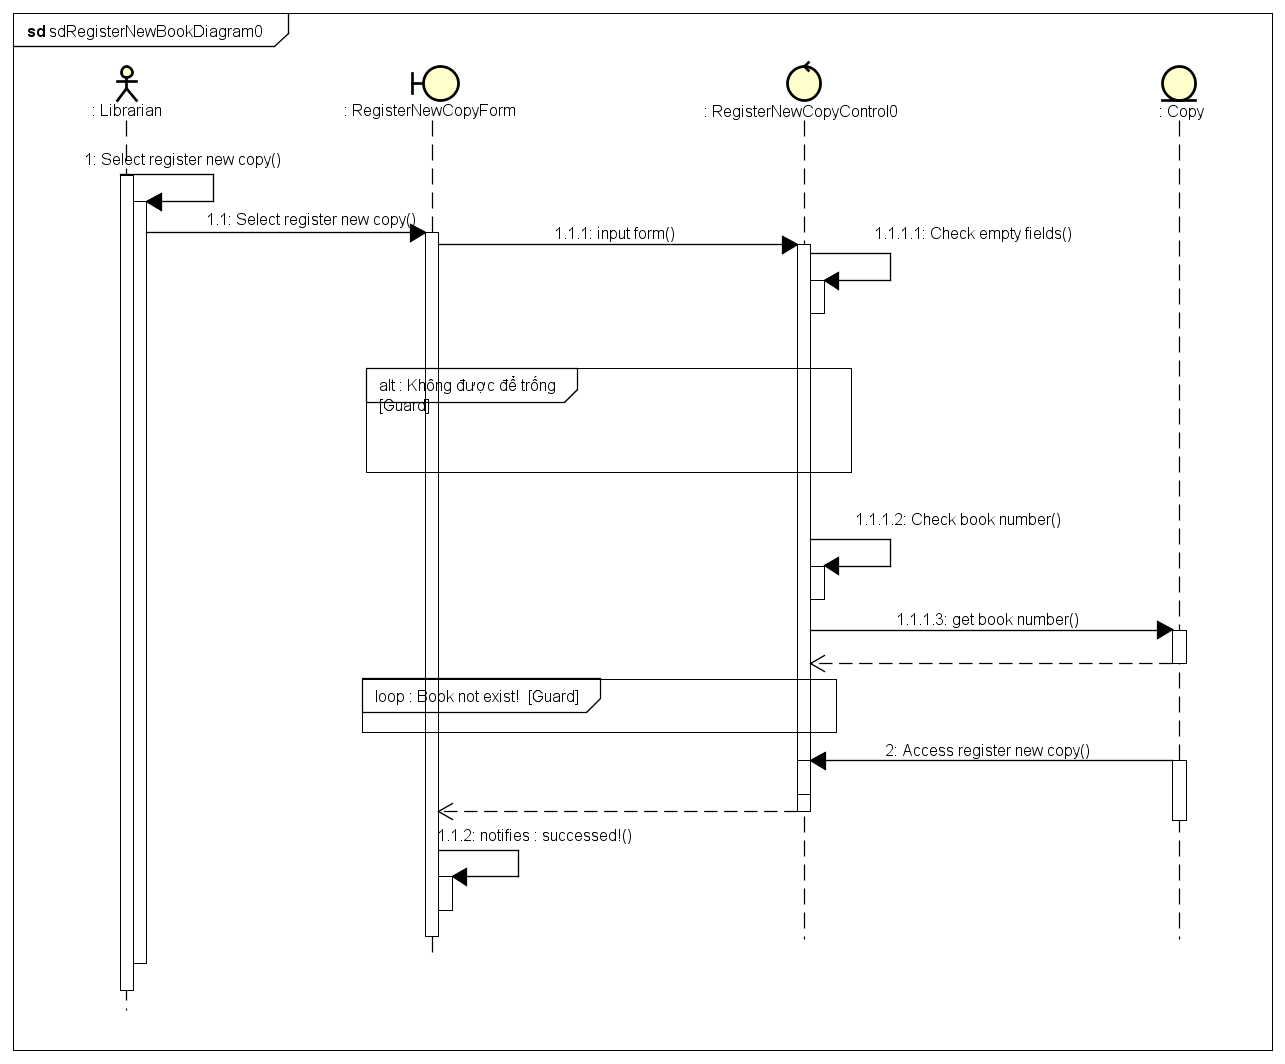 sd sdRegisterNewBookDiagram0
: Librarian
: RegisterNewCopyForm
: RegisterNewCopyControl0
: Copy
1: Select register new copy()
1.1: Select register new copy()
1.1.1: input form()
1.1.1.1: Check empty fields()
alt : Không được để trống
[Guard]
1.1.1.2: Check book number()
1.1.1.3: get book number()
loop : Book not exist!  [Guard]
2: Access register new copy()
1.1.2: notifies : successed!()